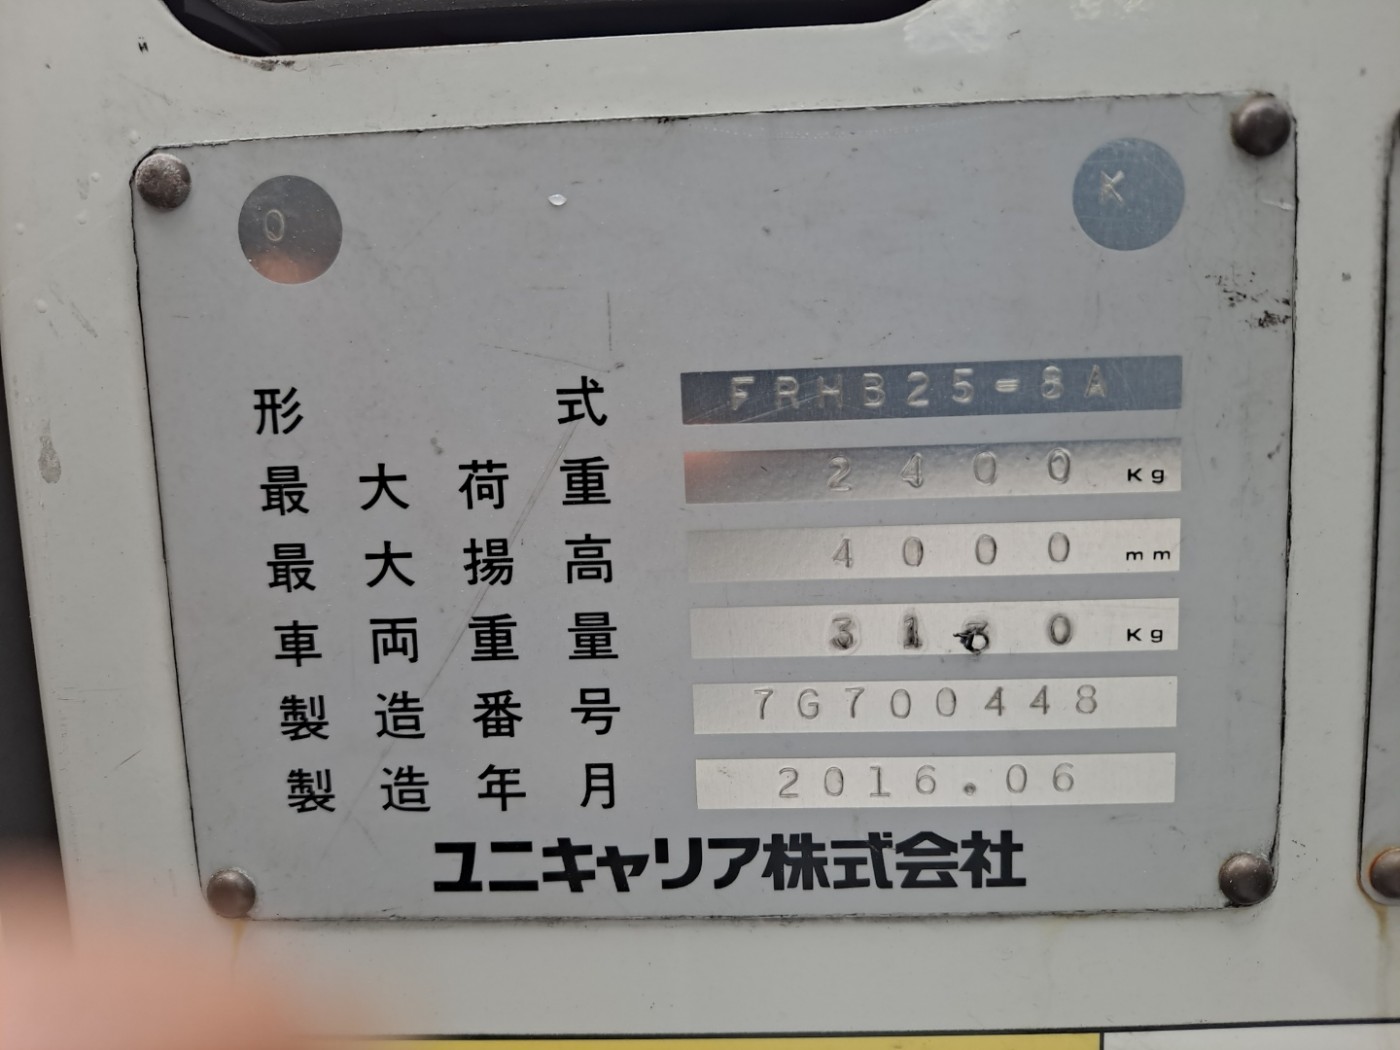 O K
形式 FRHB25-8A
最大荷重 2400 Kg
最大揚高 4000 mm
車両重量 3130 Kg
製造番号 7G700448
製造年月 2016.06
ユニキャリア株式会社